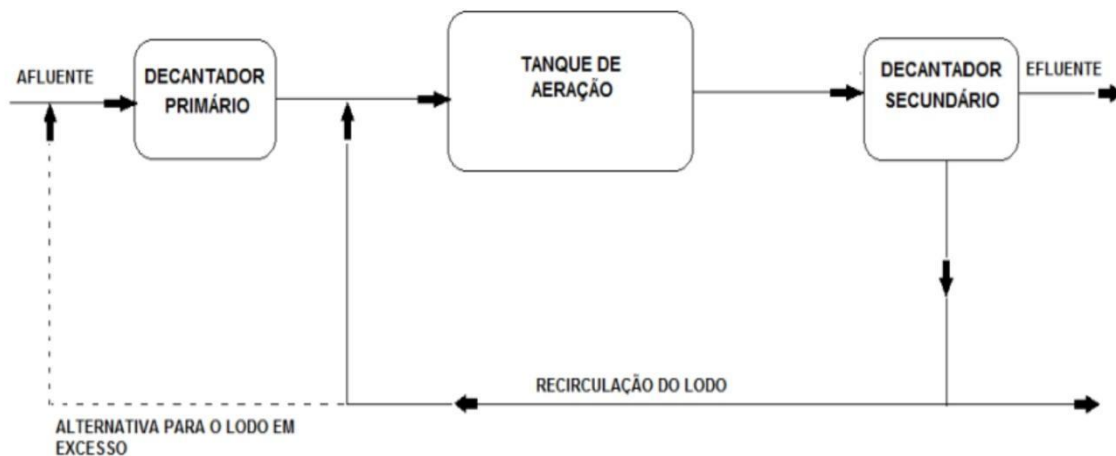 AFLUENTE
DECANTADOR
PRIMÁRIO
TANQUE DE
AERAÇÃO
DECANTADOR
SECUNDÁRIO
EFLUENTE
RECIRCULAÇÃO DO LODO
ALTERNATIVA PARA O LODO EM
EXCESSO